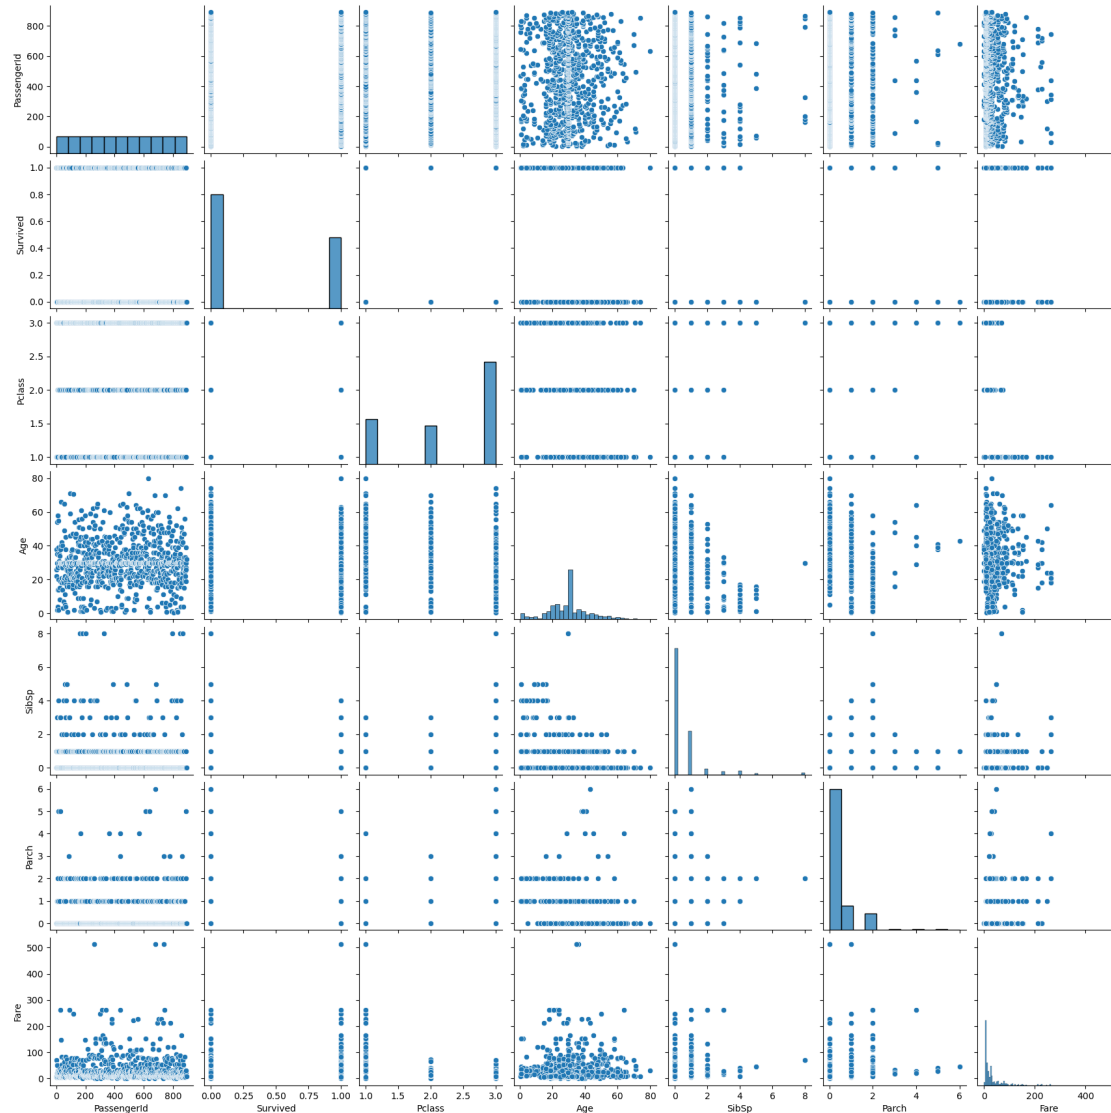 PassengerId
800
600
400
200
0
Survived
1.0
0.8
0.6
0.4
0.2
0.0
Pclass
3.0
2.5
2.0
1.5
1.0
Age
80
60
40
20
0
SibSp
8
6
4
2
0
Parch
6
5
4
3
2
1
0
Fare
500
400
300
200
100
0
0 200 400 600 800
0.00 0.25 0.50 0.75 1.00
1.0 1.5 2.0 2.5 3.0
0 20 40 60 80
0 2 4 6 8
0 2 4 6
0 200 400
PassengerId Survived Pclass Age SibSp Parch Fare